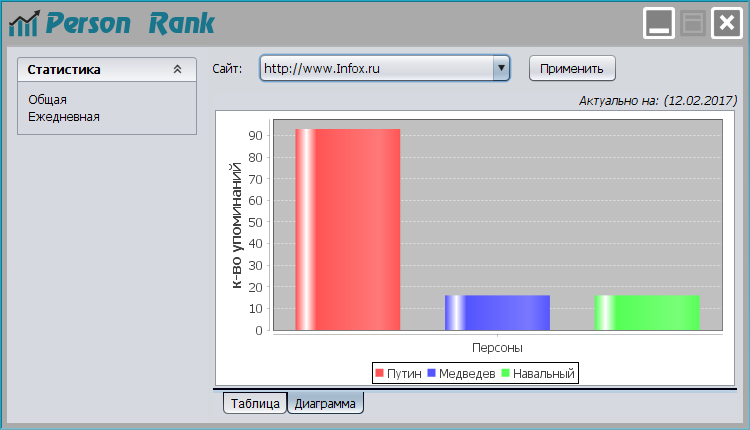 Person Rank
Статистика
Общая
Ежедневная
Сайт: http://www.Infox.ru Применить
Актуально на: (12.02.2017)
к-во упоминаний
90
80
70
60
50
40
30
20
10
0
Персоны
Путин Медведев Навальный
Таблица Диаграмма